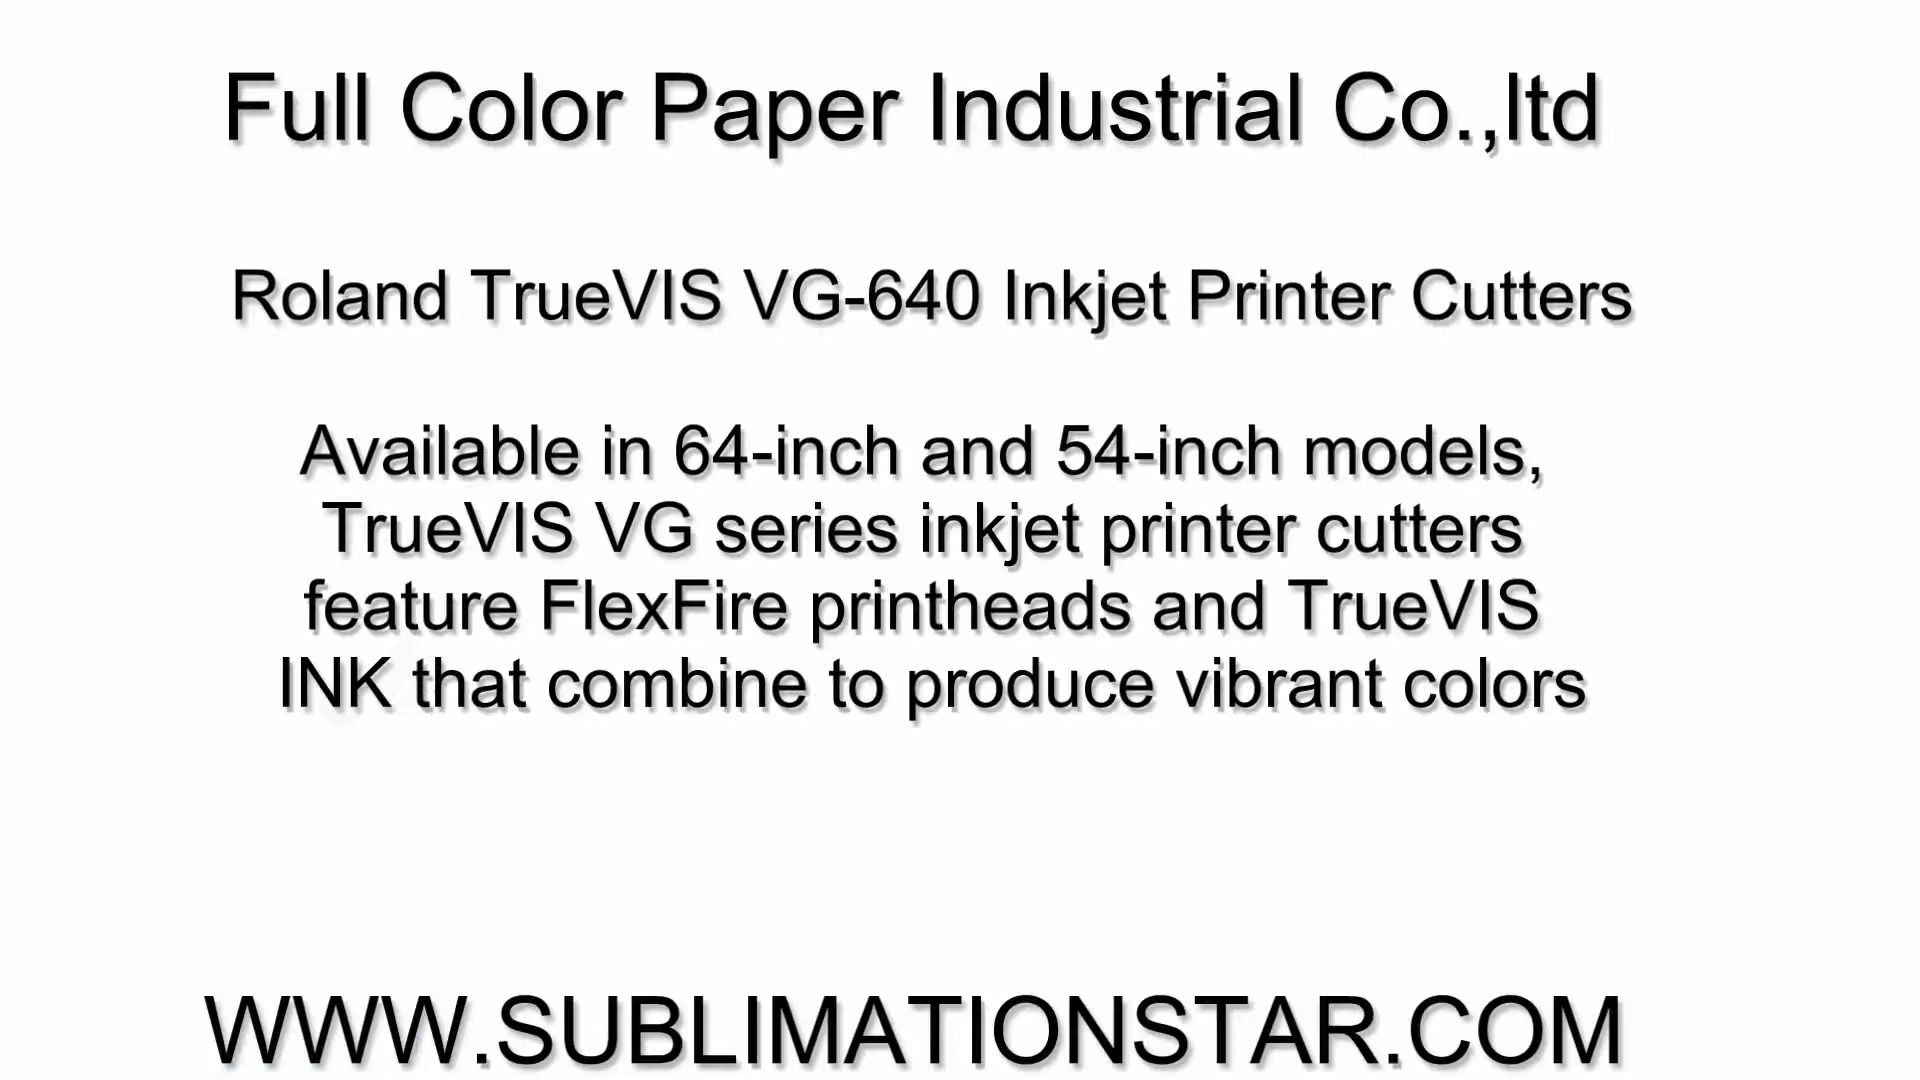 Full Color Paper Industrial Co.,ltd
Roland TrueVIS VG-640 Inkjet Printer Cutters
Available in 64-inch and 54-inch models,
TrueVIS VG series inkjet printer cutters
feature FlexFire printheads and TrueVIS
INK that combine to produce vibrant colors
WWW.SUBLIMATIONSTAR.COM